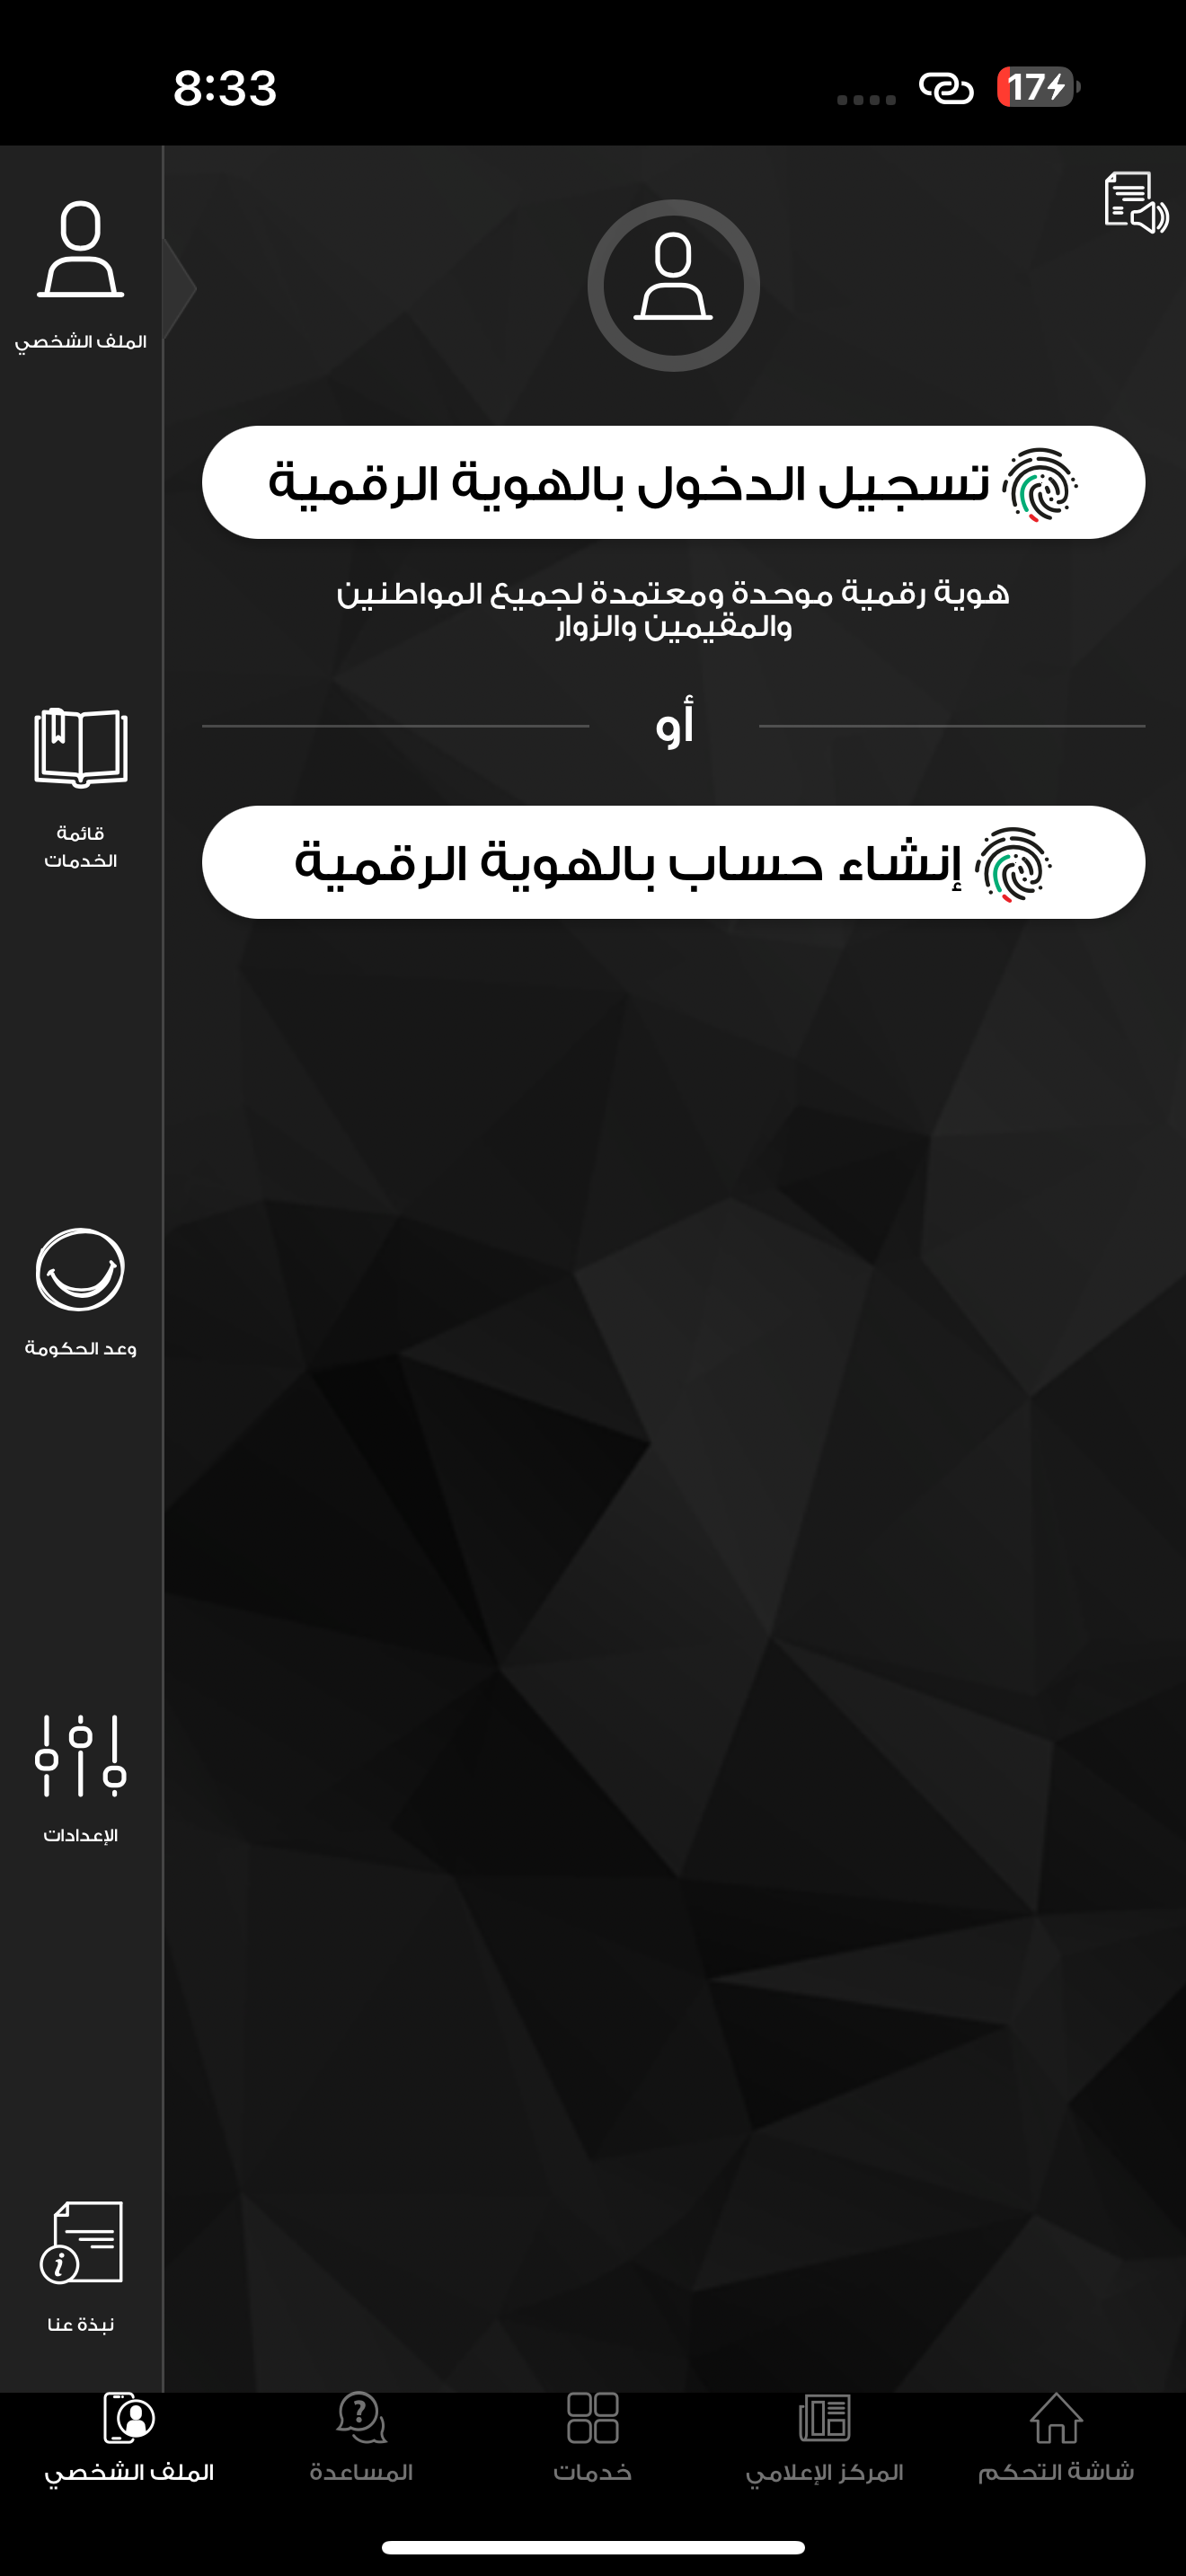 8:33
17
الملف الشخصي
تسجيل الدخول بالهوية الرقمية
هوية رقمية موحدة ومعتمدة لجميع المواطنين
والمقيمين والزوار
أو
إنشاء حساب بالهوية الرقمية
قائمة
الخدمات
وعد الحكومة
الإعدادات
نبذة عنا
شاشة التحكم
المركز الإعلامي
خدمات
المساعدة
الملف الشخصي